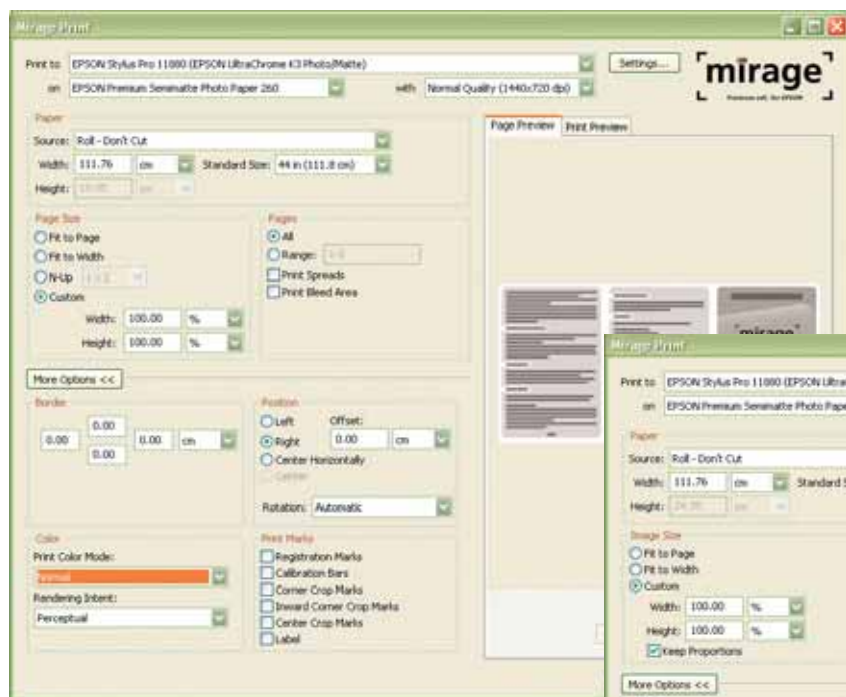 Mirage Print
Print to EPSON Stylus Pro 11880 (EPSON UltraChrome K3 Photo/Matte) Settings...
on EPSON Premium Semimatte Photo Paper 260 with Normal Quality (1440x720 dpi)
mirage
Paper
Source: Roll - Don't Cut
Width: 111.76 cm Standard Size: 44 in (111.8 cm)
Height: cm
Page Size
Fit to Page
Fit to Width
N-Up
Custom
Width: 100.00 %
Height: 100.00 %
Pages
All
Range:
Print Spreads
Print Bleed Area
More Options <<
Border
0.00
0.00 0.00 cm
0.00
Position
Left Offset:
Right 0.00 cm
Center Horizontally
Center
Rotation: Automatic
Color
Print Color Mode:
Normal
Rendering Intent:
Perceptual
Print Marks
Registration Marks
Calibration Bars
Corner Crop Marks
Inward Corner Crop Marks
Center Crop Marks
Label
Page Preview Print Preview
mirage
Mirage Print
Print to EPSON Stylus Pro 11880 (EPSON
on EPSON Premium Semimatte Photo
Paper
Source: Roll - Don't Cut
Width: 111.76 cm Standard
Height: cm
Image Size
Fit to Page
Fit to Width
Custom
Width: 100.00 %
Height: 100.00 %
Keep Proportions
More Options <<